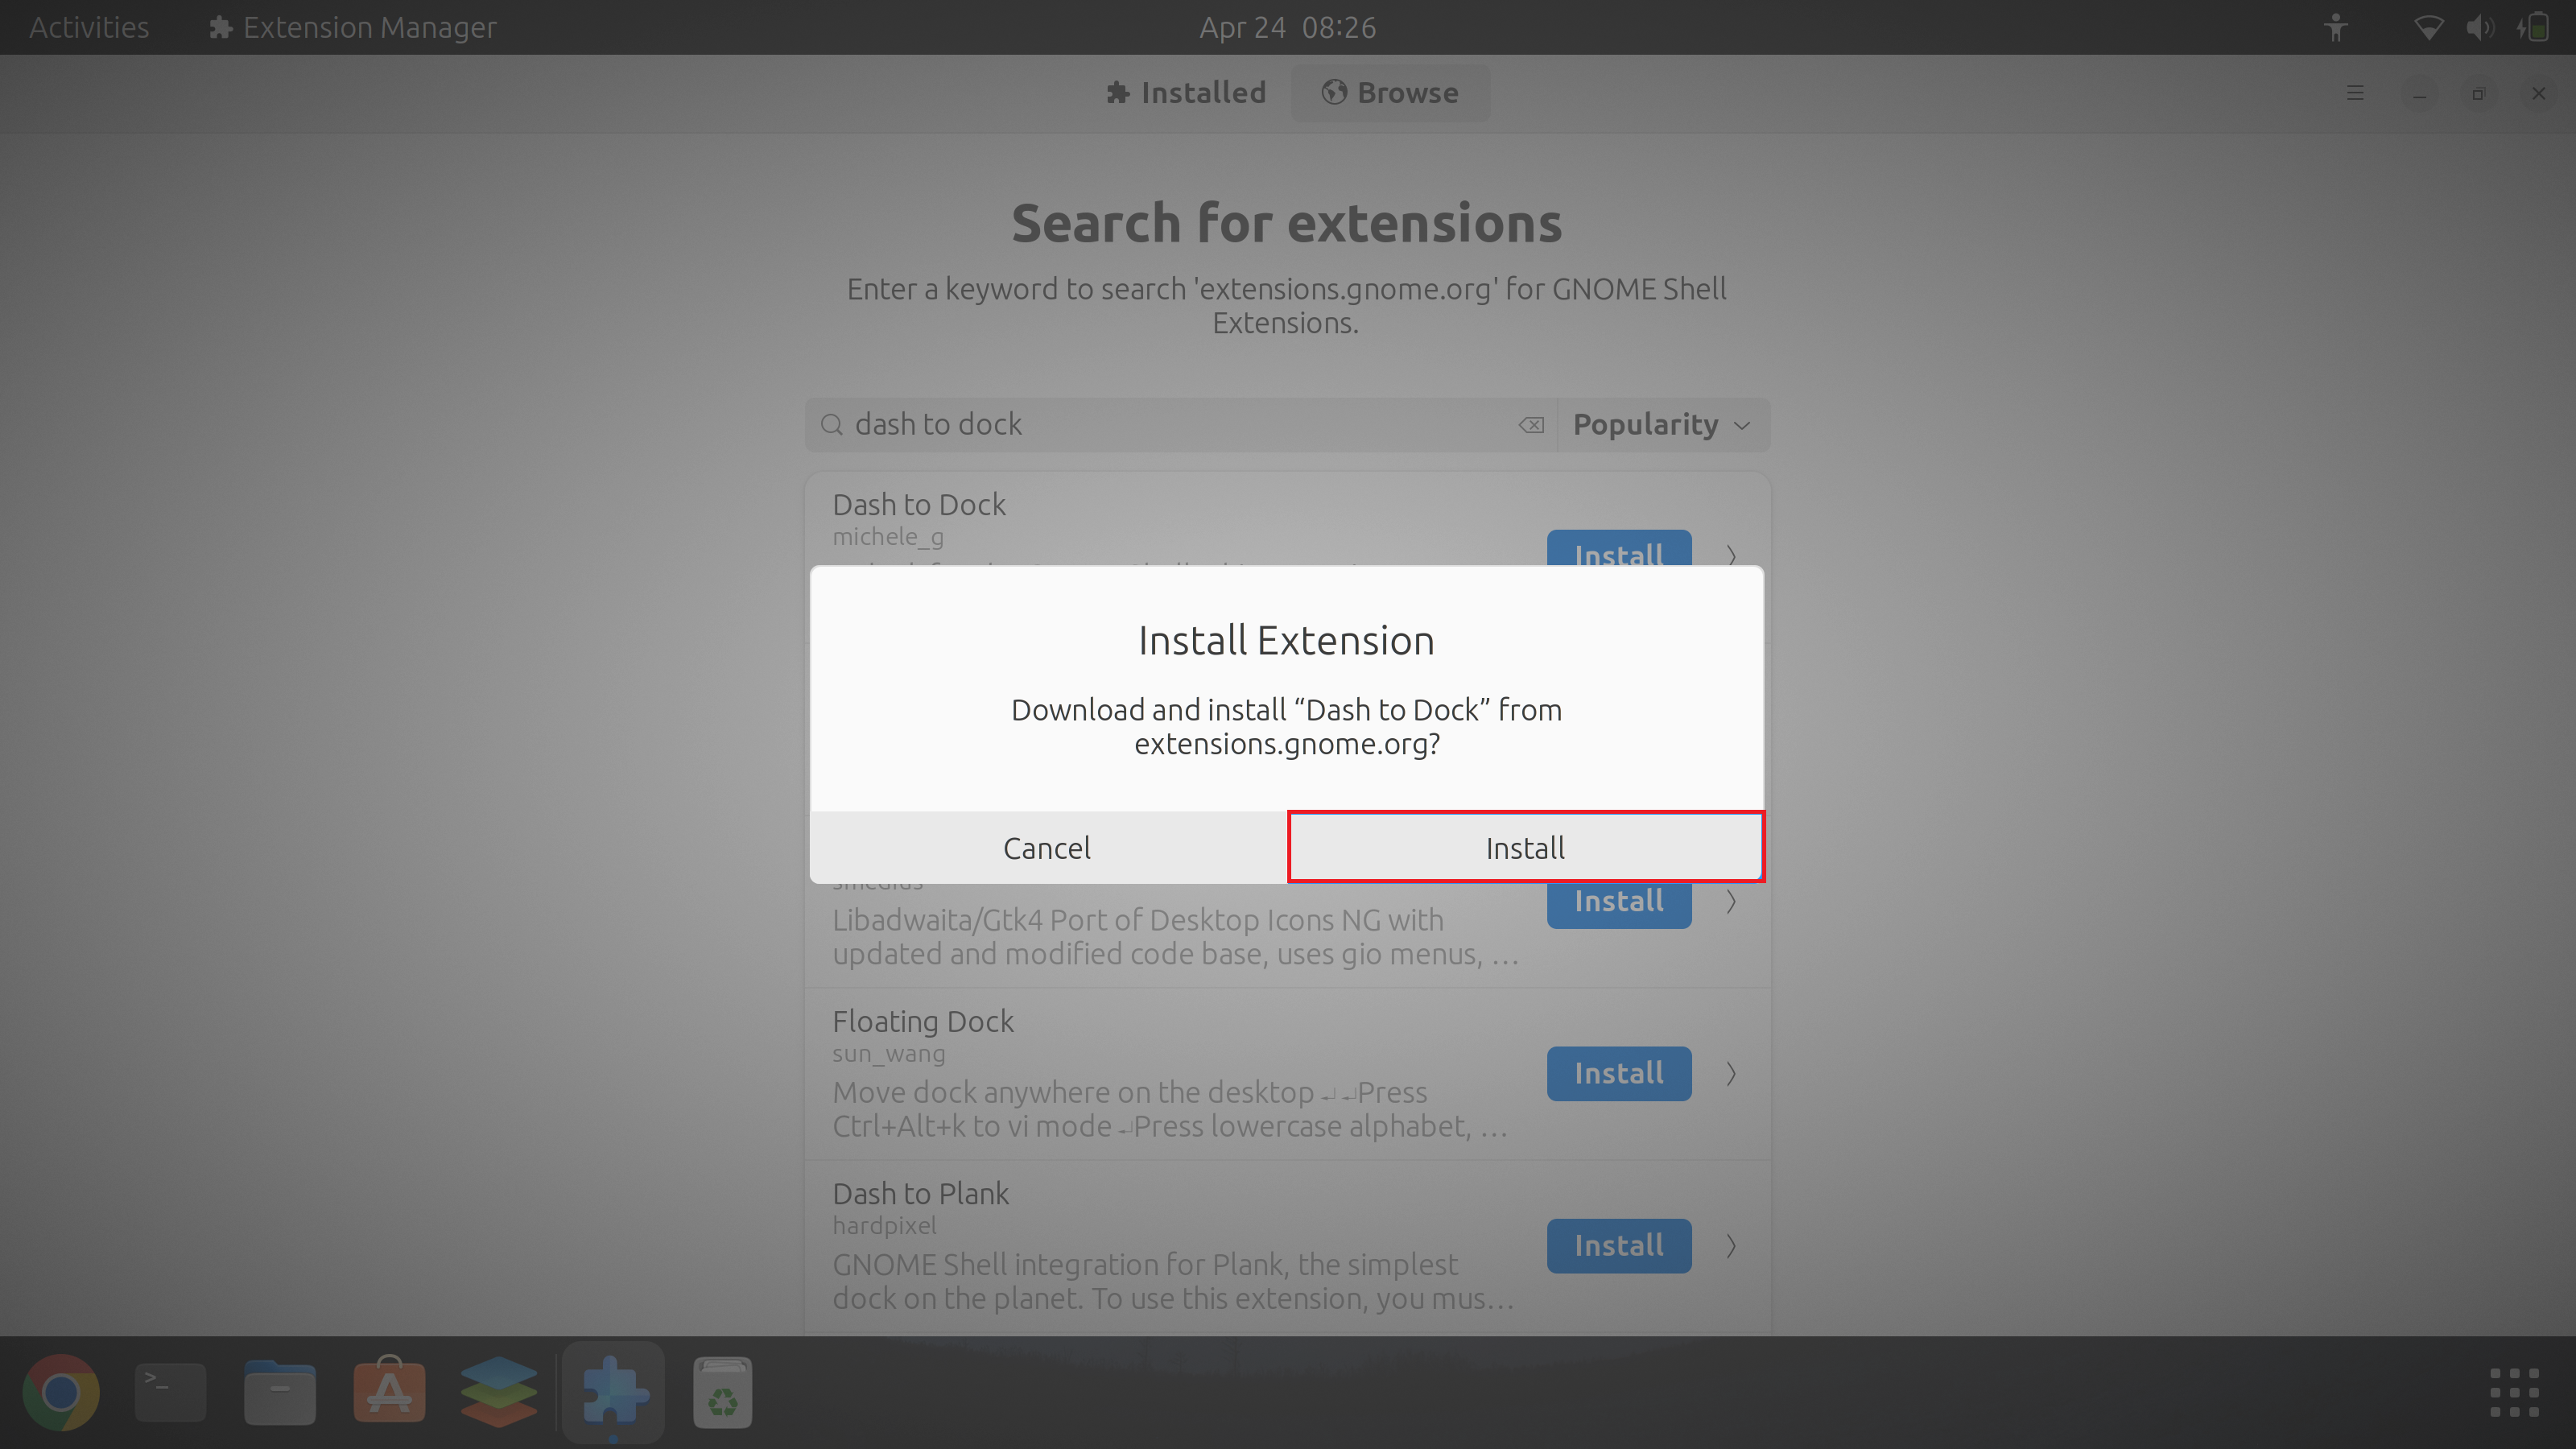 Activities
Extension Manager
Apr 24 08:26
Installed
Browse
Search for extensions
Enter a keyword to search 'extensions.gnome.org' for GNOME Shell
Extensions.
dash to dock
Popularity
Dash to Dock
michele_g
Install
Install Extension
Download and install “Dash to Dock” from
extensions.gnome.org?
Cancel
Install
Install
Libadwaita/Gtk4 Port of Desktop Icons NG with
updated and modified code base, uses gio menus, …
Floating Dock
sun_wang
Install
Move dock anywhere on the desktop ↵ ↵Press
Ctrl+Alt+k to vi mode ↵Press lowercase alphabet, …
Dash to Plank
hardpixel
Install
GNOME Shell integration for Plank, the simplest
dock on the planet. To use this extension, you mus…
>_